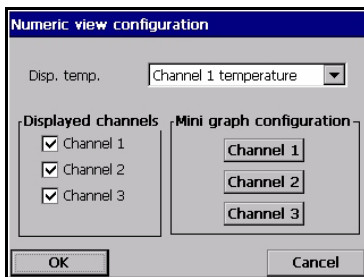 Numeric view configuration
Disp. temp. Channel 1 temperature
Displayed channels
Channel 1
Channel 2
Channel 3
Mini graph configuration
Channel 1
Channel 2
Channel 3
OK Cancel